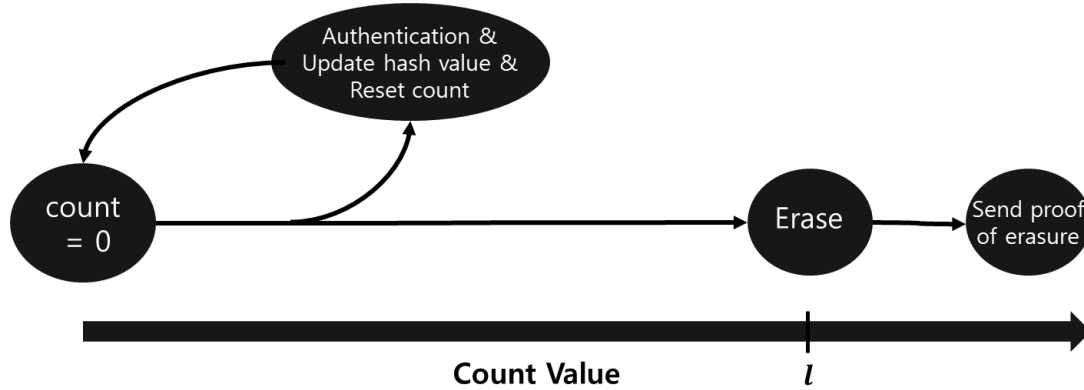 Authentication &
Update hash value &
Reset count
count
= 0
Erase
Send proof
of erasure
Count Value
l